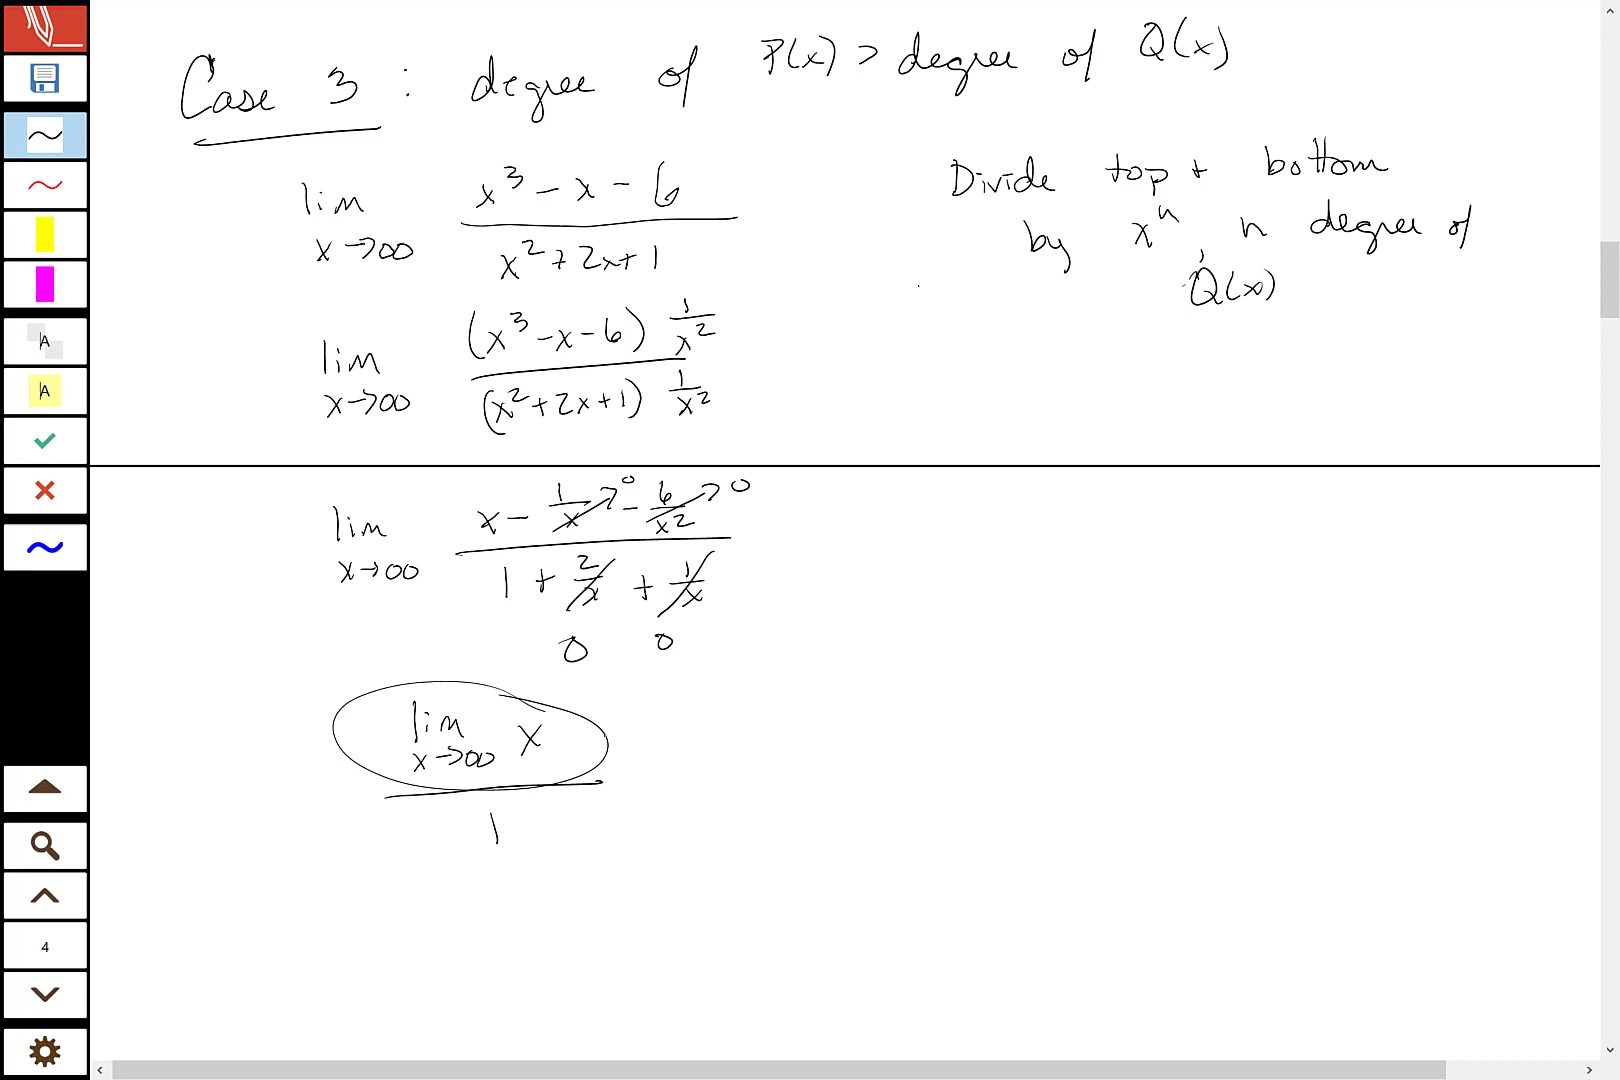 Case 3 : degree of P(x) > degree of Q(x)
Divide top + bottom
by xⁿ, n degree of
Q(x)
lim x→∞ (x³ - x - 6) / (x² + 2x + 1)
lim x→∞ ((x³ - x - 6) 1/x²) / ((x² + 2x + 1) 1/x²)
lim x→∞ (x - 1/x → 0 - 6/x² → 0) / (1 + 2/x + 1/x)
0 0
lim x→∞ x
1
A
A
4